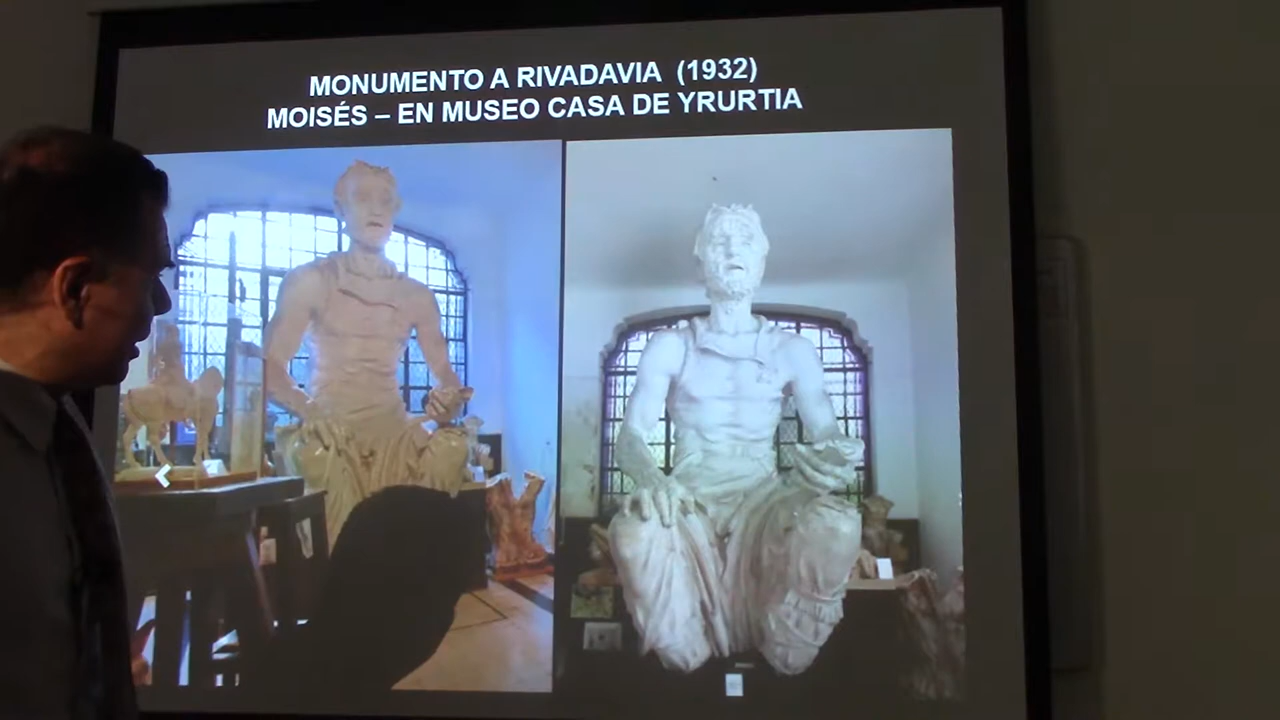 MONUMENTO A RIVADAVIA (1932)
MOISÉS – EN MUSEO CASA DE YRURTIA